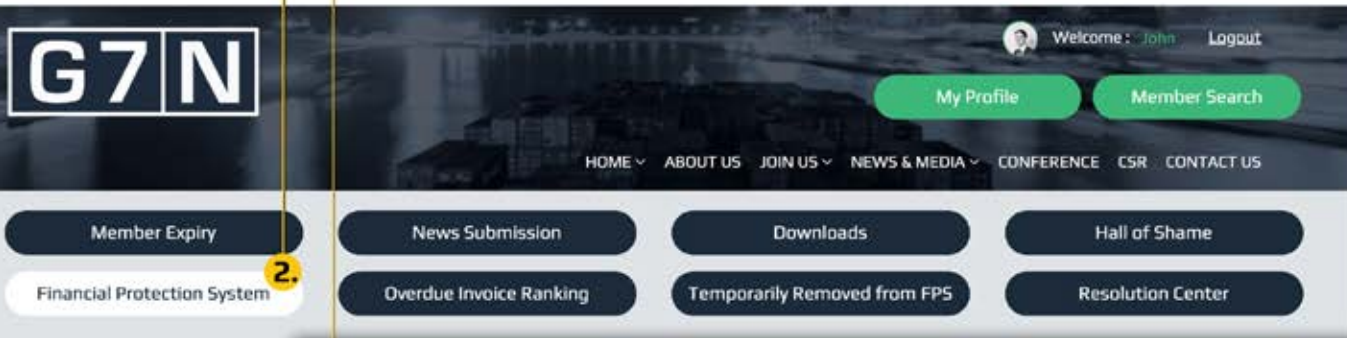 G7N
Welcome : John Logout
My Profile Member Search
HOME ABOUT US JOIN US NEWS & MEDIA CONFERENCE CSR CONTACT US
Member Expiry News Submission Downloads Hall of Shame
2.
Financial Protection System Overdue Invoice Ranking Temporarily Removed from FPS Resolution Center